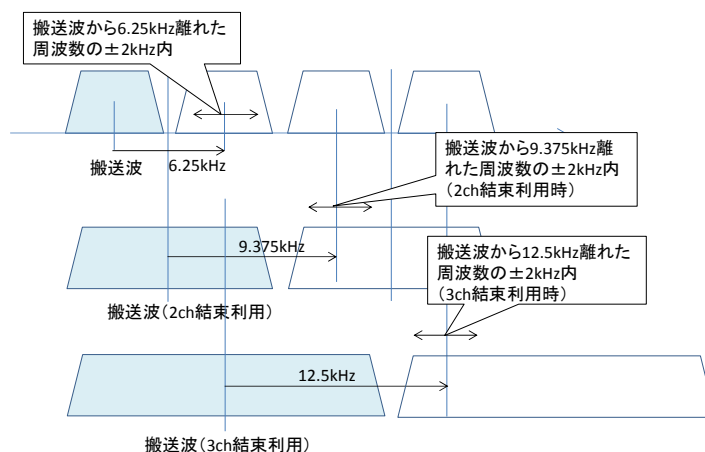 搬送波から6.25kHz離れた
周波数の±2kHz内
搬送波
6.25kHz
搬送波から9.375kHz離
れた周波数の±2kHz内
(2ch結束利用時)
9.375kHz
搬送波から12.5kHz離れた
周波数の±2kHz内
(3ch結束利用時)
搬送波(2ch結束利用)
12.5kHz
搬送波(3ch結束利用)